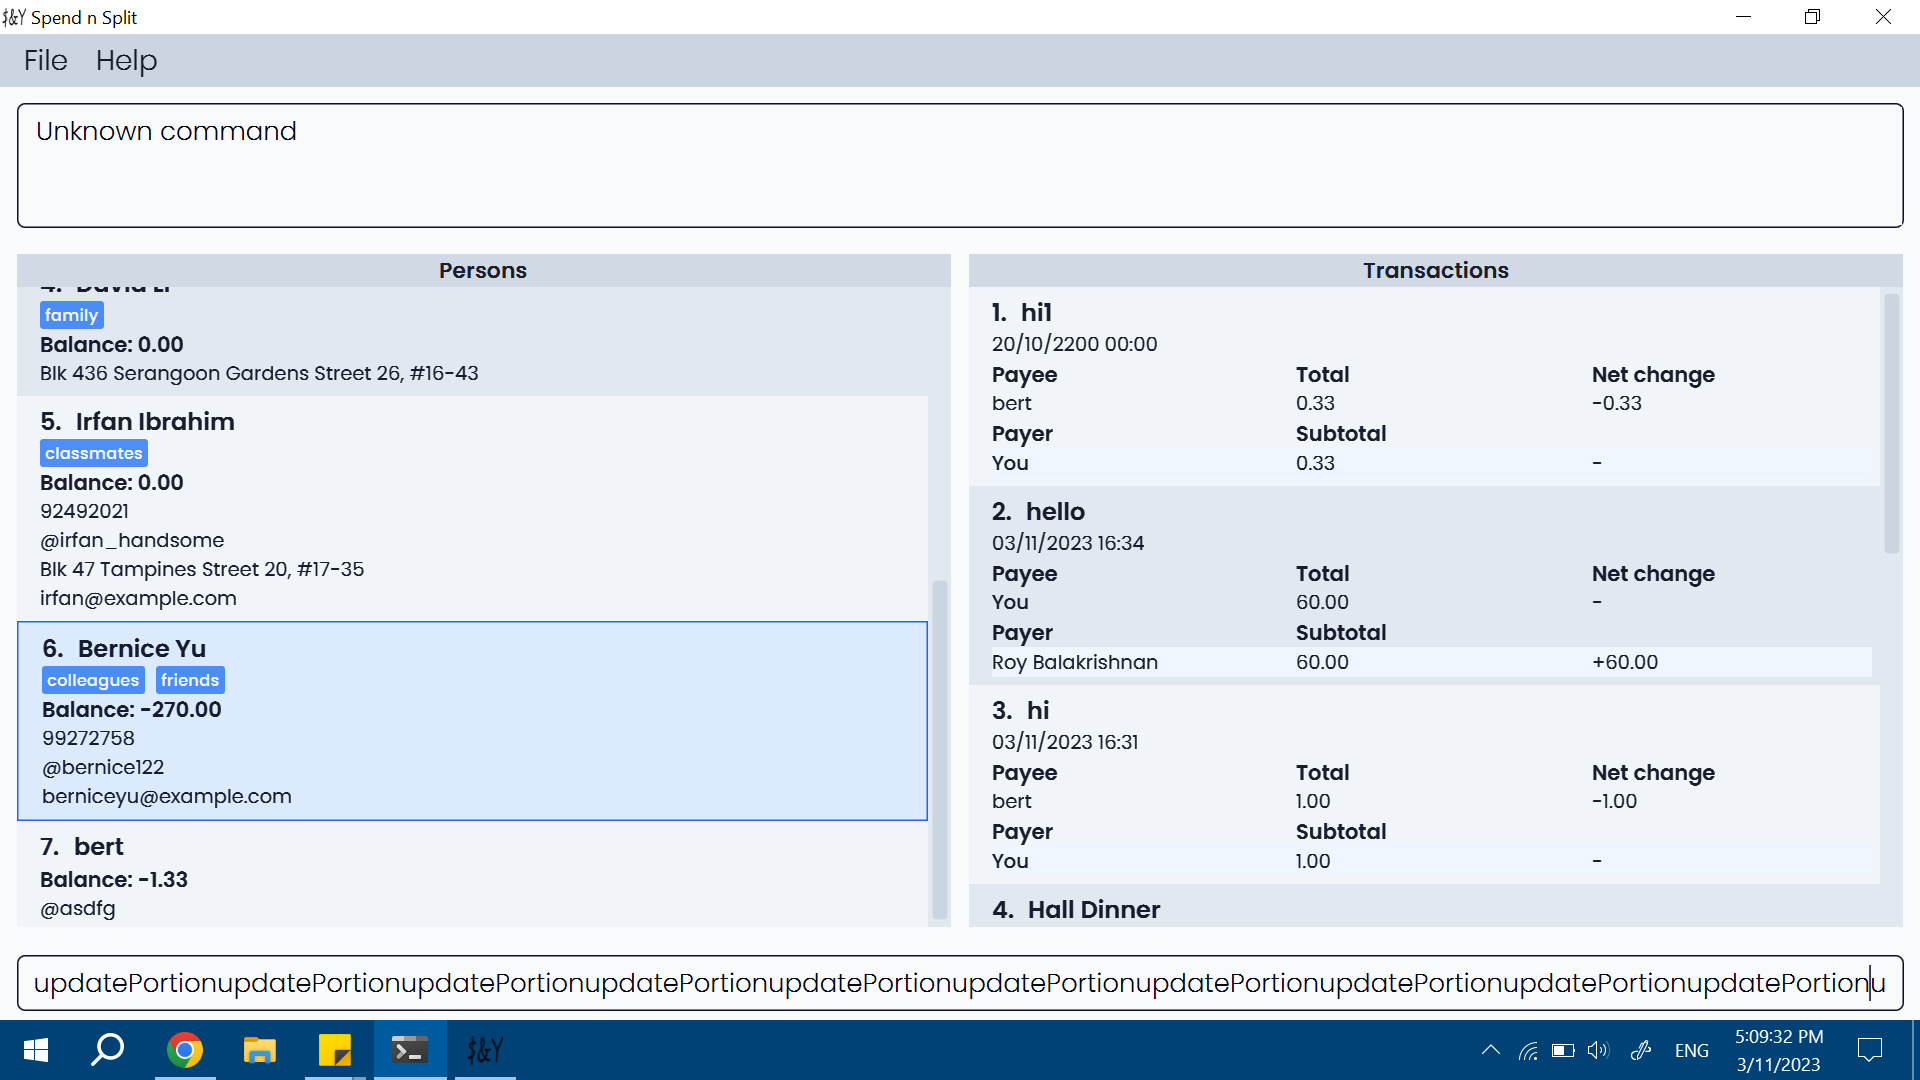 $&Y Spend n Split
File Help
Unknown command
Persons
4. David Li
family
Balance: 0.00
Blk 436 Serangoon Gardens Street 26, #16-43
5. Irfan Ibrahim
classmates
Balance: 0.00
92492021
@irfan_handsome
Blk 47 Tampines Street 20, #17-35
irfan@example.com
6. Bernice Yu
colleagues friends
Balance: -270.00
99272758
@bernice122
berniceyu@example.com
7. bert
Balance: -1.33
@asdfg
Transactions
1. hi1
20/10/2200 00:00
Payee Total Net change
bert 0.33 -0.33
Payer Subtotal
You 0.33 -
2. hello
03/11/2023 16:34
Payee Total Net change
You 60.00 -
Payer Subtotal
Roy Balakrishnan 60.00 +60.00
3. hi
03/11/2023 16:31
Payee Total Net change
bert 1.00 -1.00
Payer Subtotal
You 1.00 -
4. Hall Dinner
updatePortionupdatePortionupdatePortionupdatePortionupdatePortionupdatePortionupdatePortionupdatePortionupdatePortionupdatePortionu
$&Y
ENG
5:09:32 PM
3/11/2023